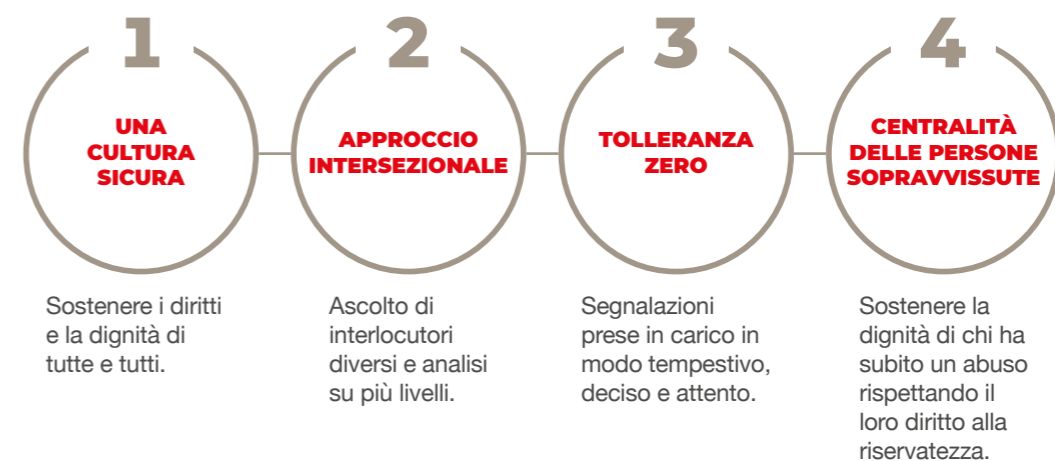 1
UNA
CULTURA
SICURA
Sostenere i diritti
e la dignità di
tutte e tutti.
2
APPROCCIO
INTERSEZIONALE
Ascolto di
interlocutori
diversi e analisi
su più livelli.
3
TOLLERANZA
ZERO
Segnalazioni
prese in carico in
modo tempestivo,
deciso e attento.
4
CENTRALITÀ
DELLE PERSONE
SOPRAVVISSUTE
Sostenere la
dignità di chi ha
subito un abuso
rispettando il
loro diritto alla
riservatezza.